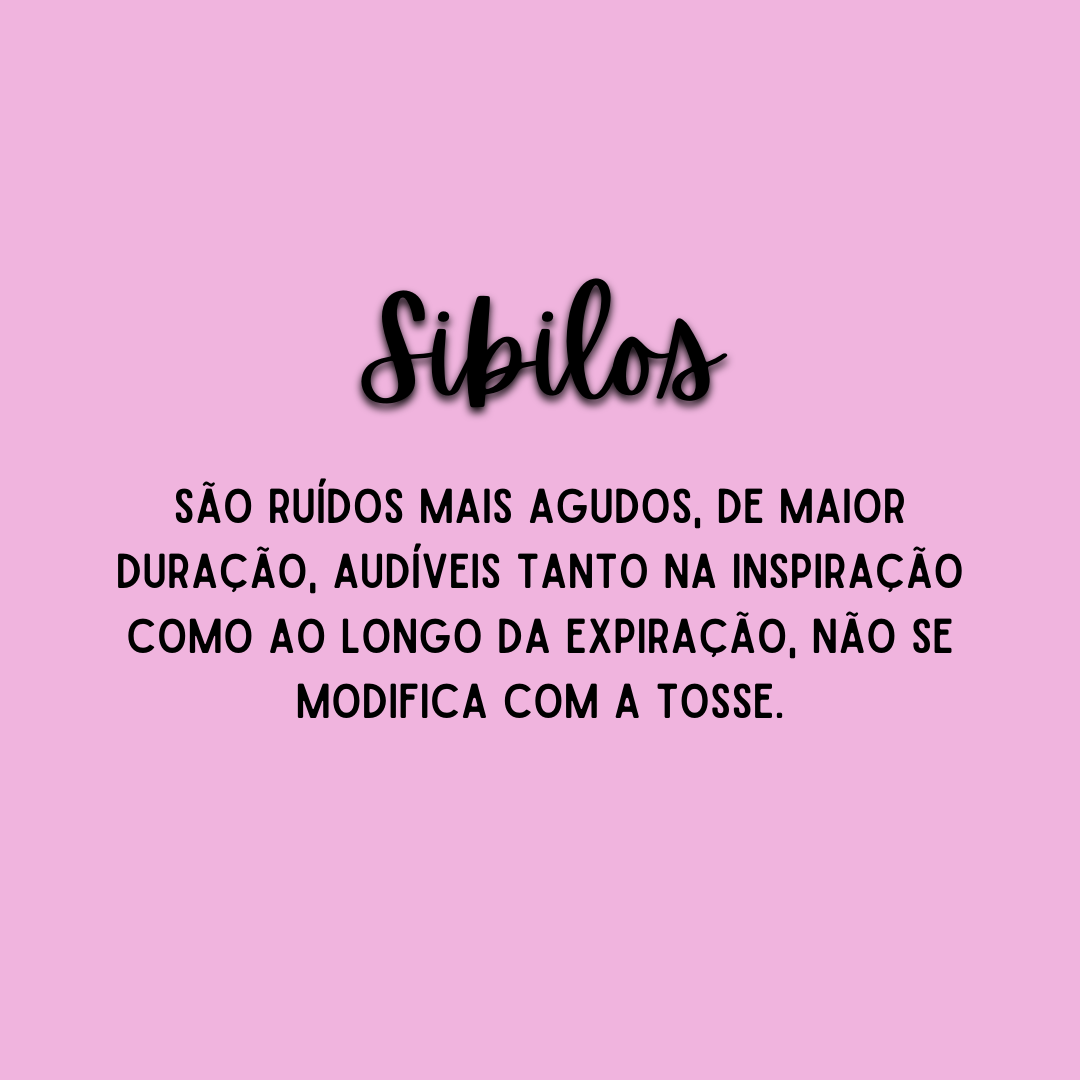 Sibilos
SÃO RUÍDOS MAIS AGUDOS, DE MAIOR
DURAÇÃO, AUDÍVEIS TANTO NA INSPIRAÇÃO
COMO AO LONGO DA EXPIRAÇÃO, NÃO SE
MODIFICA COM A TOSSE.